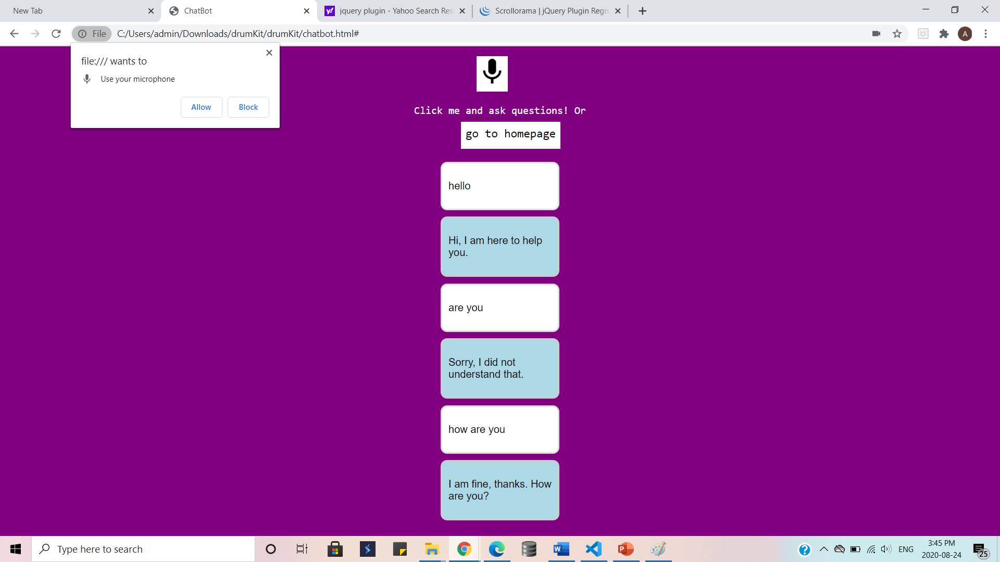 New Tab
ChatBot
jquery plugin - Yahoo Search Res
Scrollorama | jQuery Plugin Regis
File
C:/Users/admin/Downloads/drumKit/drumKit/chatbot.html#
A
file:/// wants to
Use your microphone
Allow
Block
Click me and ask questions! Or
go to homepage
hello
Hi, I am here to help
you.
are you
Sorry, I did not
understand that.
how are you
I am fine, thanks. How
are you?
Type here to search
ENG
3:45 PM
2020-08-24
25